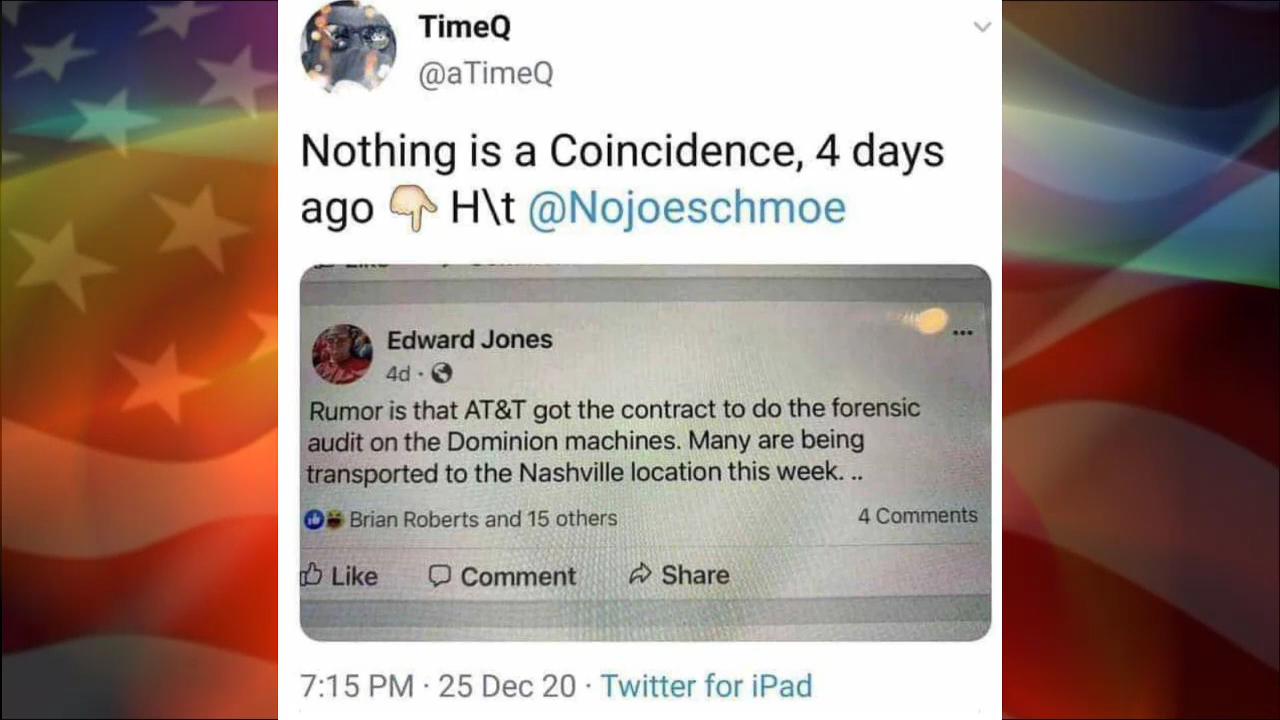 TimeQ
@aTimeQ
Nothing is a Coincidence, 4 days
ago 👇 H\t @Nojoeschmoe
Edward Jones
4d ·
Rumor is that AT&T got the contract to do the forensic
audit on the Dominion machines. Many are being
transported to the Nashville location this week. ..
Brian Roberts and 15 others
4 Comments
Like Comment Share
7:15 PM · 25 Dec 20 · Twitter for iPad